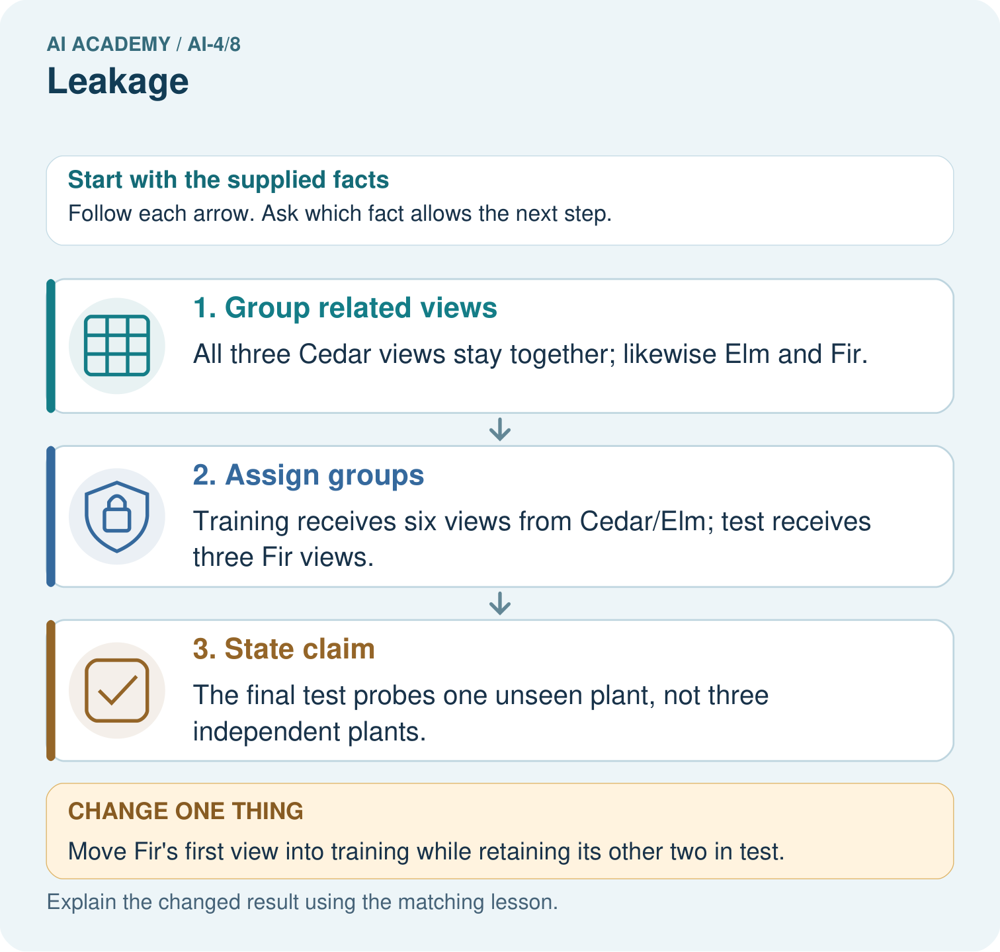 AI ACADEMY / AI-4/8
Leakage
Start with the supplied facts
Follow each arrow. Ask which fact allows the next step.
1. Group related views
All three Cedar views stay together; likewise Elm and Fir.
2. Assign groups
Training receives six views from Cedar/Elm; test receives
three Fir views.
3. State claim
The final test probes one unseen plant, not three
independent plants.
CHANGE ONE THING
Move Fir's first view into training while retaining its other two in test.
Explain the changed result using the matching lesson.